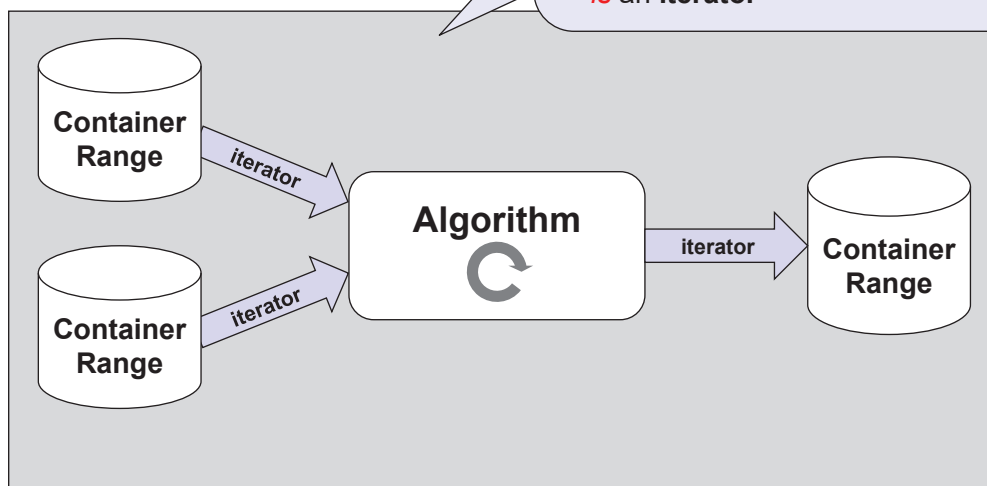 is an iterator
Container
Range
iterator
Container
Range
iterator
Algorithm
iterator
Container
Range